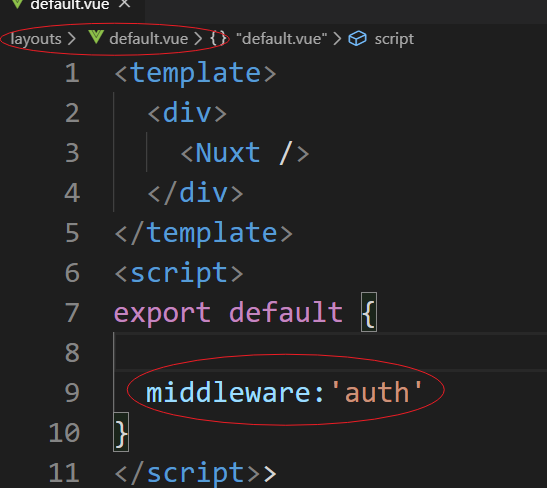 default.vue ×
layouts > default.vue > {} "default.vue" > script
1 <template>
2 <div>
3 <Nuxt />
4 </div>
5 </template>
6 <script>
7 export default {
8
9 middleware:'auth'
10 }
11 </script>>